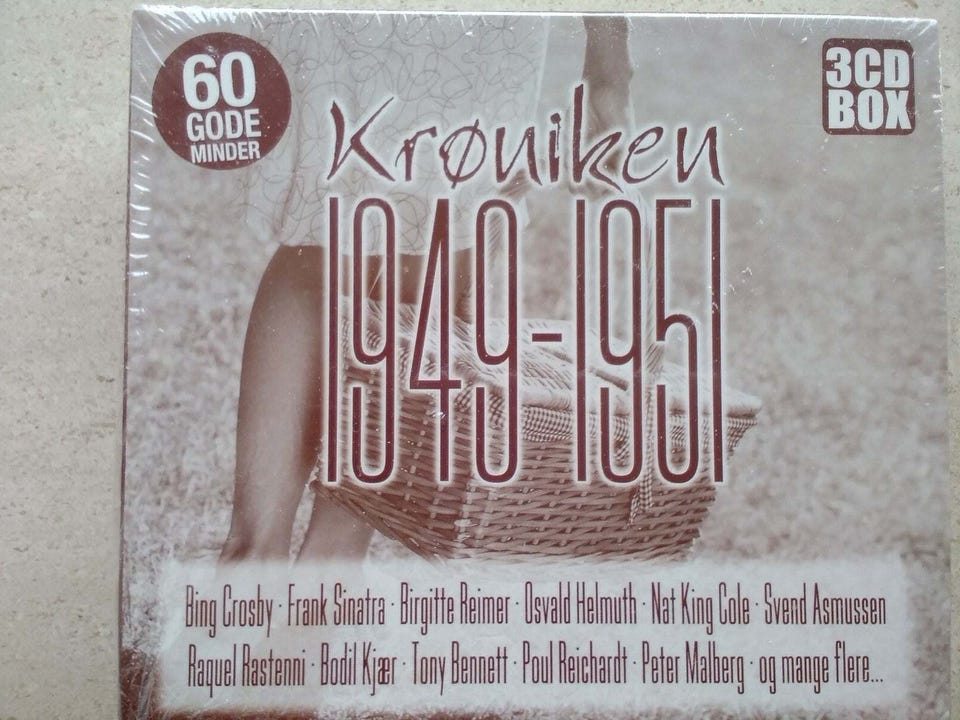 60
GODE
MINDER
3CD
BOX
Krøniken
1949-1951
Bing Crosby · Frank Sinatra · Birgitte Reimer · Osvald Helmuth · Nat King Cole · Svend Asmussen
Raquel Rastenni · Bodil Kjær · Tony Bennett · Poul Reichardt · Peter Malberg · og mange flere...